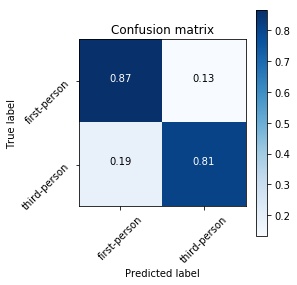 Confusion matrix
True label
first-person
third-person
0.87 0.13
0.19 0.81
first-person third-person
Predicted label
0.8
0.7
0.6
0.5
0.4
0.3
0.2